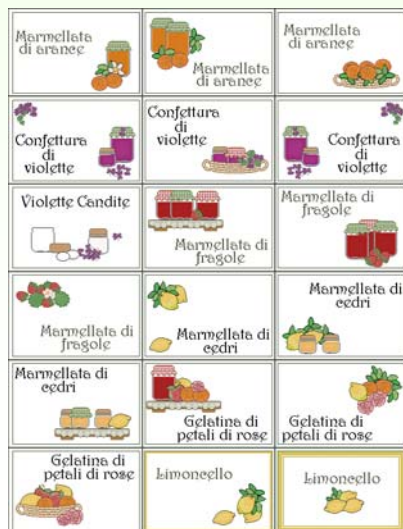 Marmellata
di arance
Marmellata
di arance
Marmellata
di arance
Confettura
di
violette
Confettura
di
violette
Confettura
di
violette
Violette Candite
Marmellata di
fragole
Marmellata di
fragole
Marmellata di
fragole
Marmellata di
cedri
Marmellata di
cedri
Marmellata di
cedri
Gelatina di
petali di rose
Gelatina di
petali di rose
Gelatina di
petali di rose
Limoncello
Limoncello